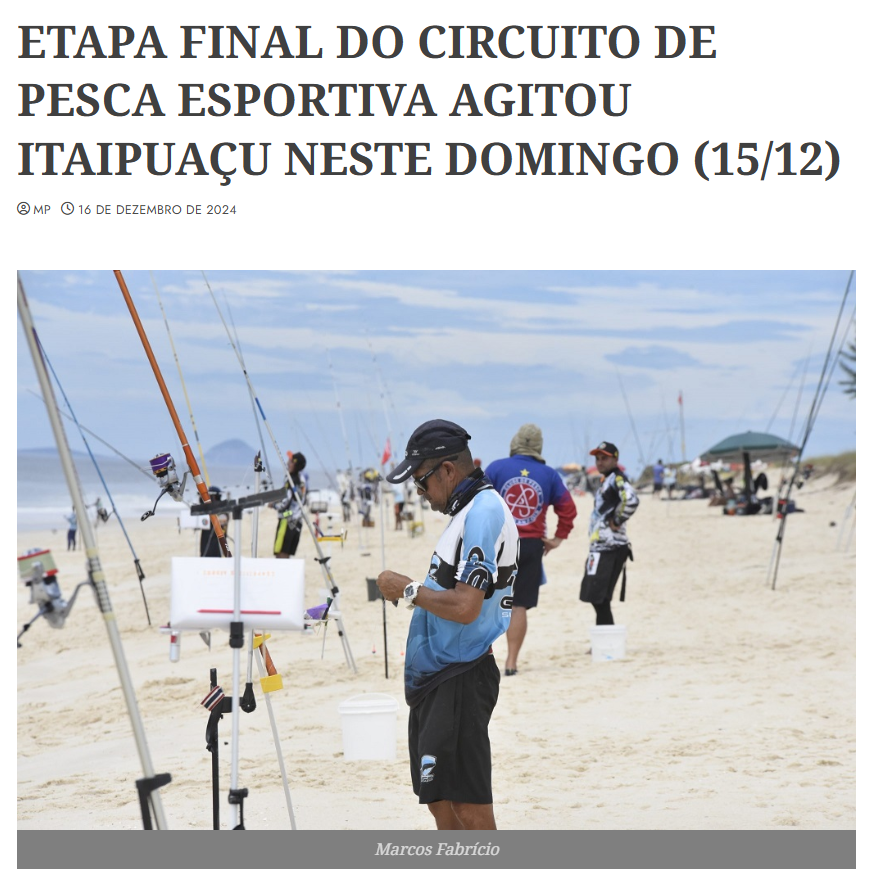 ETAPA FINAL DO CIRCUITO DE
PESCA ESPORTIVA AGITOU
ITAIPUAÇU NESTE DOMINGO (15/12)
MP 16 DE DEZEMBRO DE 2024
Marcos Fabrício